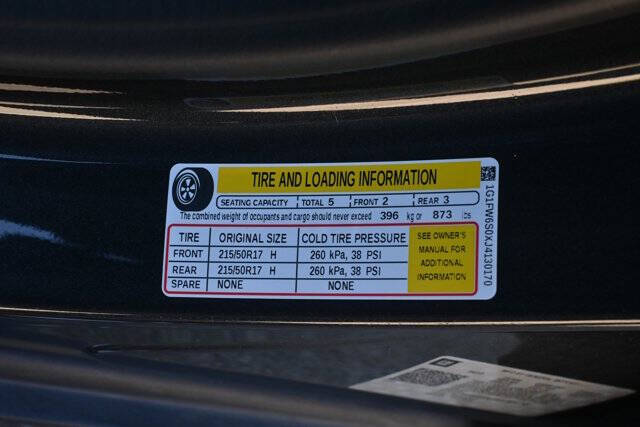 TIRE AND LOADING INFORMATION
SEATING CAPACITY TOTAL 5 FRONT 2 REAR 3
The combined weight of occupants and cargo should never exceed 396 kg or 873 lbs
TIRE ORIGINAL SIZE COLD TIRE PRESSURE
FRONT 215/50R17 H 260 kPa, 38 PSI
REAR 215/50R17 H 260 kPa, 38 PSI
SPARE NONE NONE
SEE OWNER'S
MANUAL FOR
ADDITIONAL
INFORMATION
1G1FW6S0XJ4130170
GM